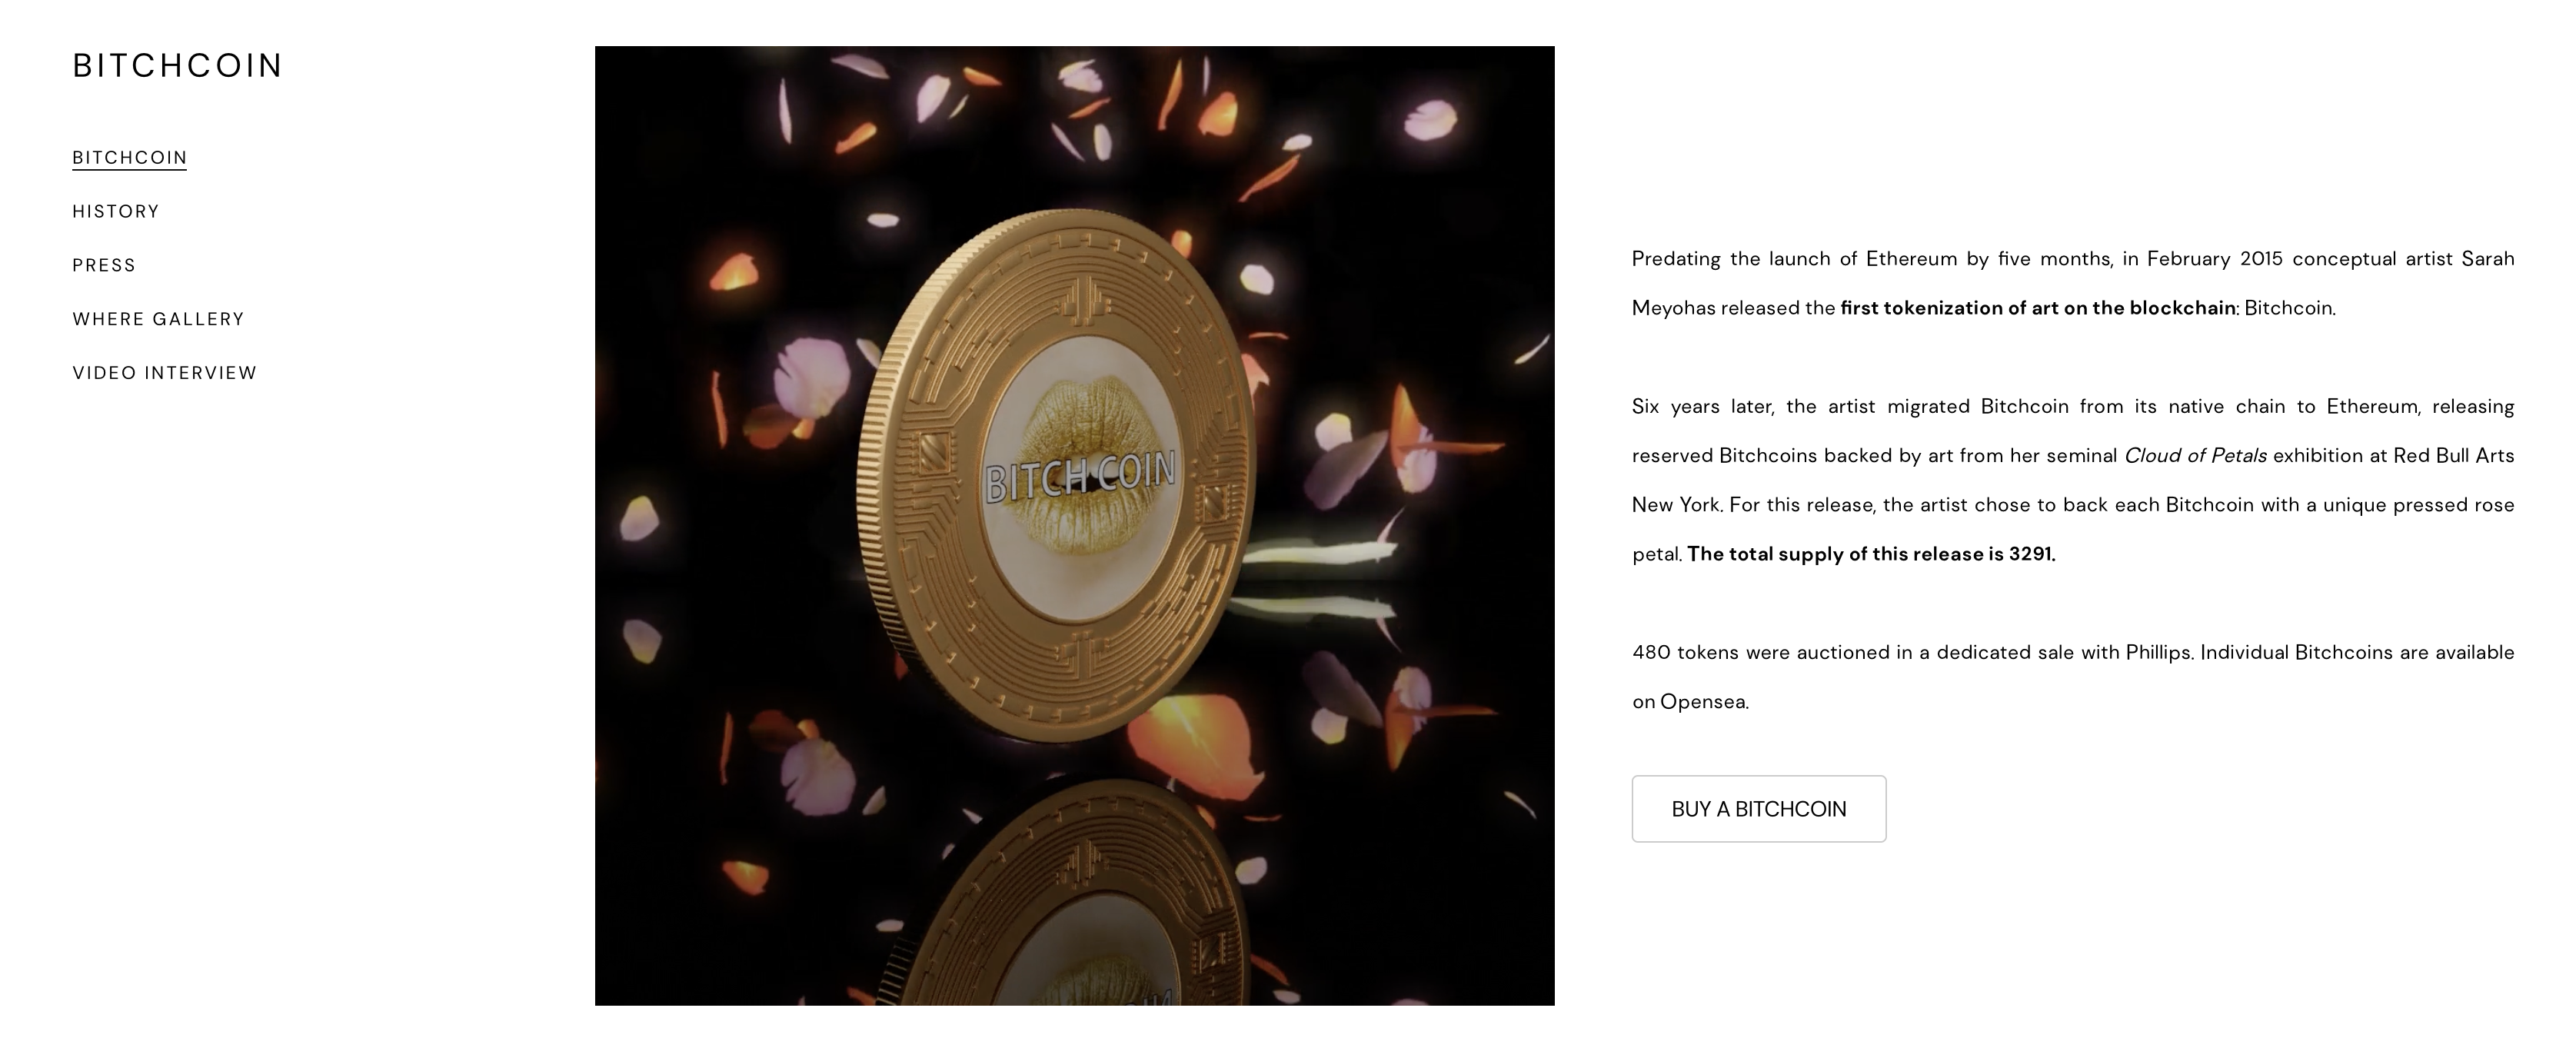 BITCHCOIN
BITCHCOIN
HISTORY
PRESS
WHERE GALLERY
VIDEO INTERVIEW
BITCH COIN
Predating the launch of Ethereum by five months, in February 2015 conceptual artist Sarah
Meyohas released the first tokenization of art on the blockchain: Bitchcoin.
Six years later, the artist migrated Bitchcoin from its native chain to Ethereum, releasing
reserved Bitchcoins backed by art from her seminal Cloud of Petals exhibition at Red Bull Arts
New York. For this release, the artist chose to back each Bitchcoin with a unique pressed rose
petal. The total supply of this release is 3291.
480 tokens were auctioned in a dedicated sale with Phillips. Individual Bitchcoins are available
on Opensea.
BUY A BITCHCOIN